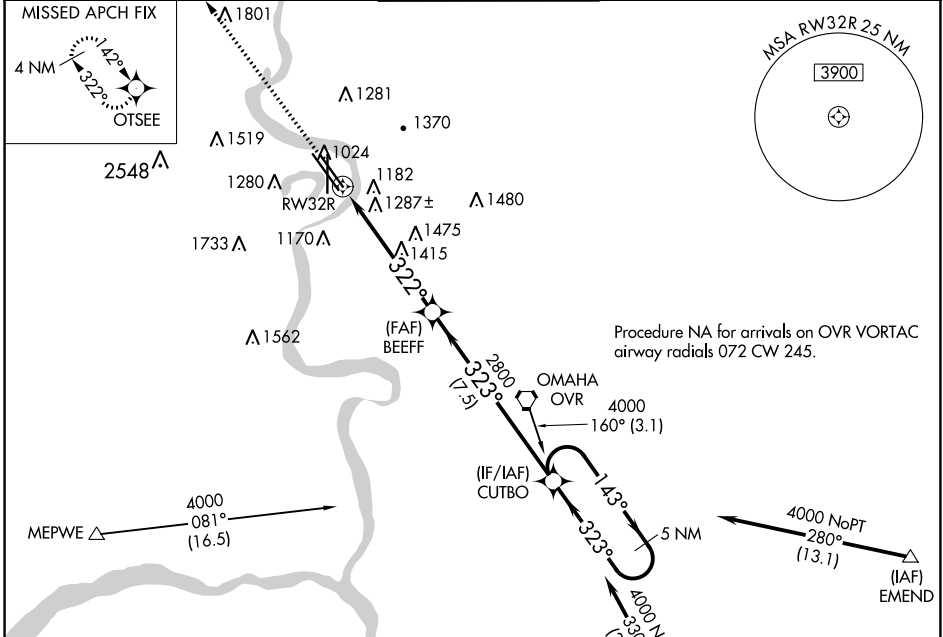 MISSED APCH FIX
4 NM
142°
322°
OTSEE
1801
MSA RW32R 25 NM
3900
1281
1370
1519
2548
1024
1280
1182
RW32R
1287±
1480
1733
1170
1475
1415
322°
(FAF)
BEEFF
1562
Procedure NA for arrivals on OVR VORTAC
airway radials 072 CW 245.
2800
323°
(7.5)
OMAHA
OVR
4000
160° (3.1)
(IF/IAF)
CUTBO
143°
5 NM
323°
4000
081°
(16.5)
MEPWE
4000 NoPT
280°
(13.1)
(IAF)
EMEND
4000 N
330